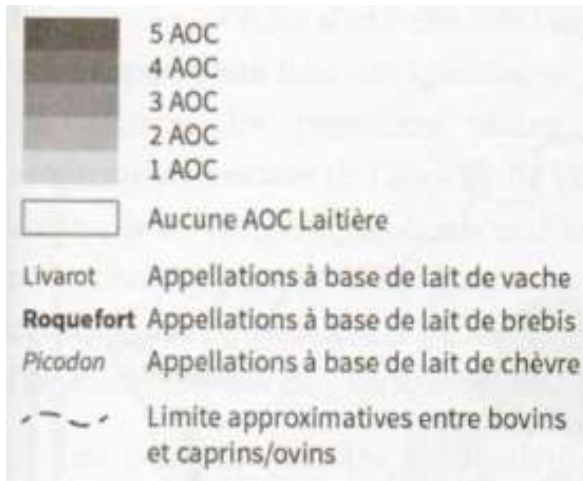 5 AOC
4 AOC
3 AOC
2 AOC
1 AOC
Aucune AOC Laitière
Livarot Appellations à base de lait de vache
Roquefort Appellations à base de lait de brebis
Picodon Appellations à base de lait de chèvre
Limite approximatives entre bovins
et caprins/ovins